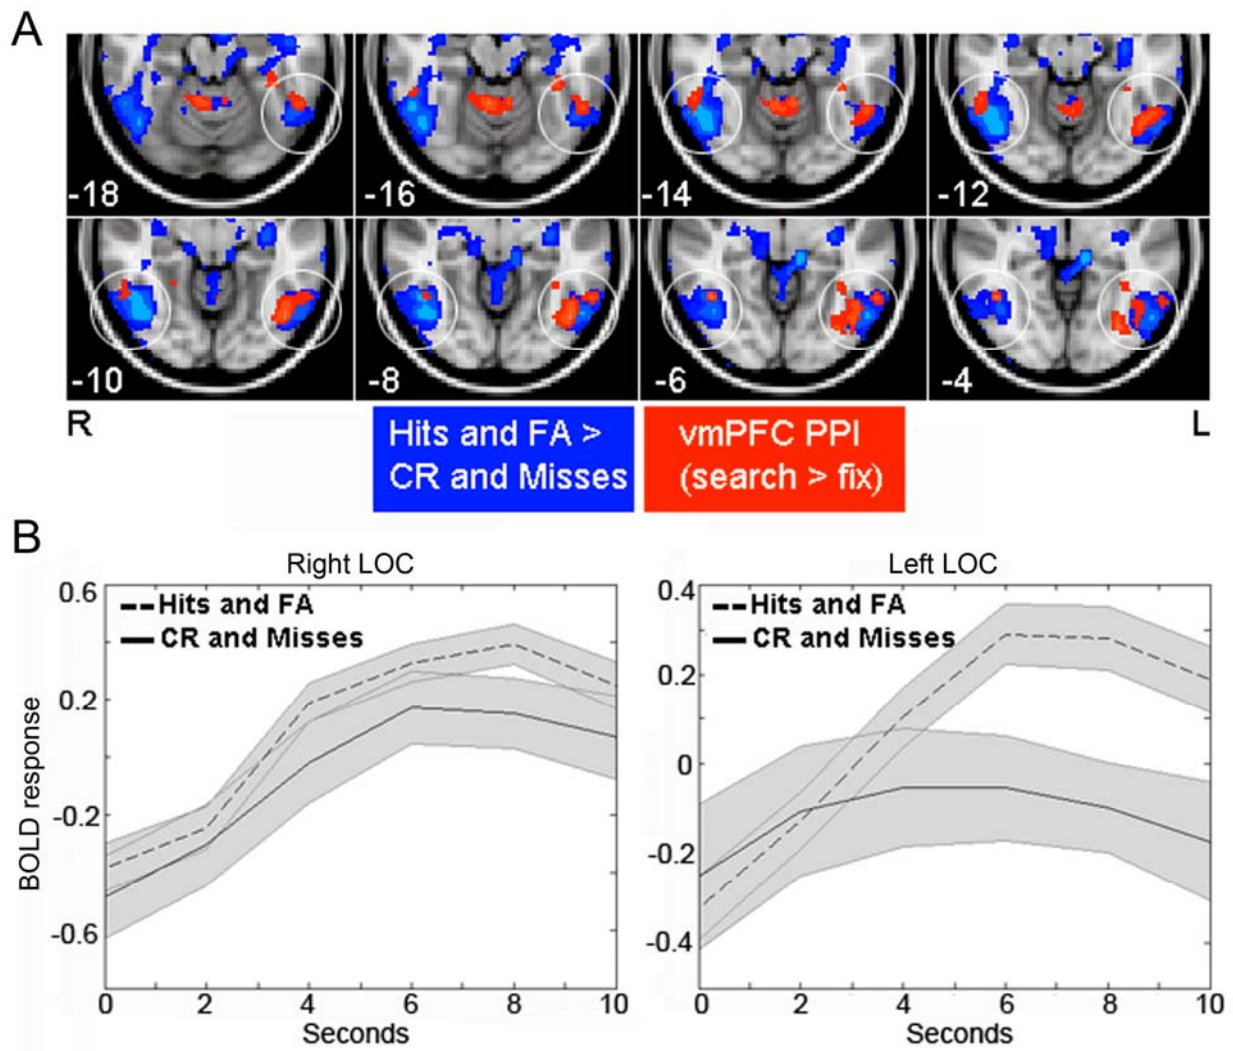 A
-18
-16
-14
-12
-10
-8
-6
-4
R
L
Hits and FA >
CR and Misses
vmPFC PPI
(search > fix)
B
Right LOC
BOLD response
0.6
0.2
-0.2
-0.6
Hits and FA
CR and Misses
0 2 4 6 8 10
Seconds
Left LOC
0.4
0.2
0
-0.2
-0.4
Hits and FA
CR and Misses
0 2 4 6 8 10
Seconds